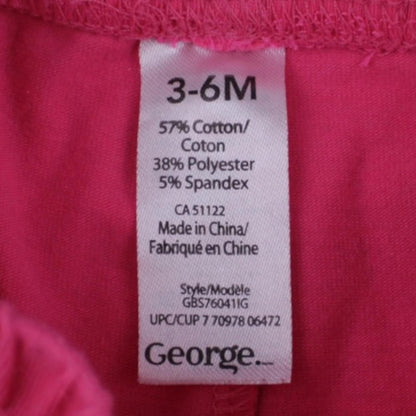 3-6M
57% Cotton/
Coton
38% Polyester
5% Spandex
CA 51122
Made in China/
Fabriqué en Chine
Style/Modèle
GBS76041IG
UPC/CUP 7 70978 06472
George.